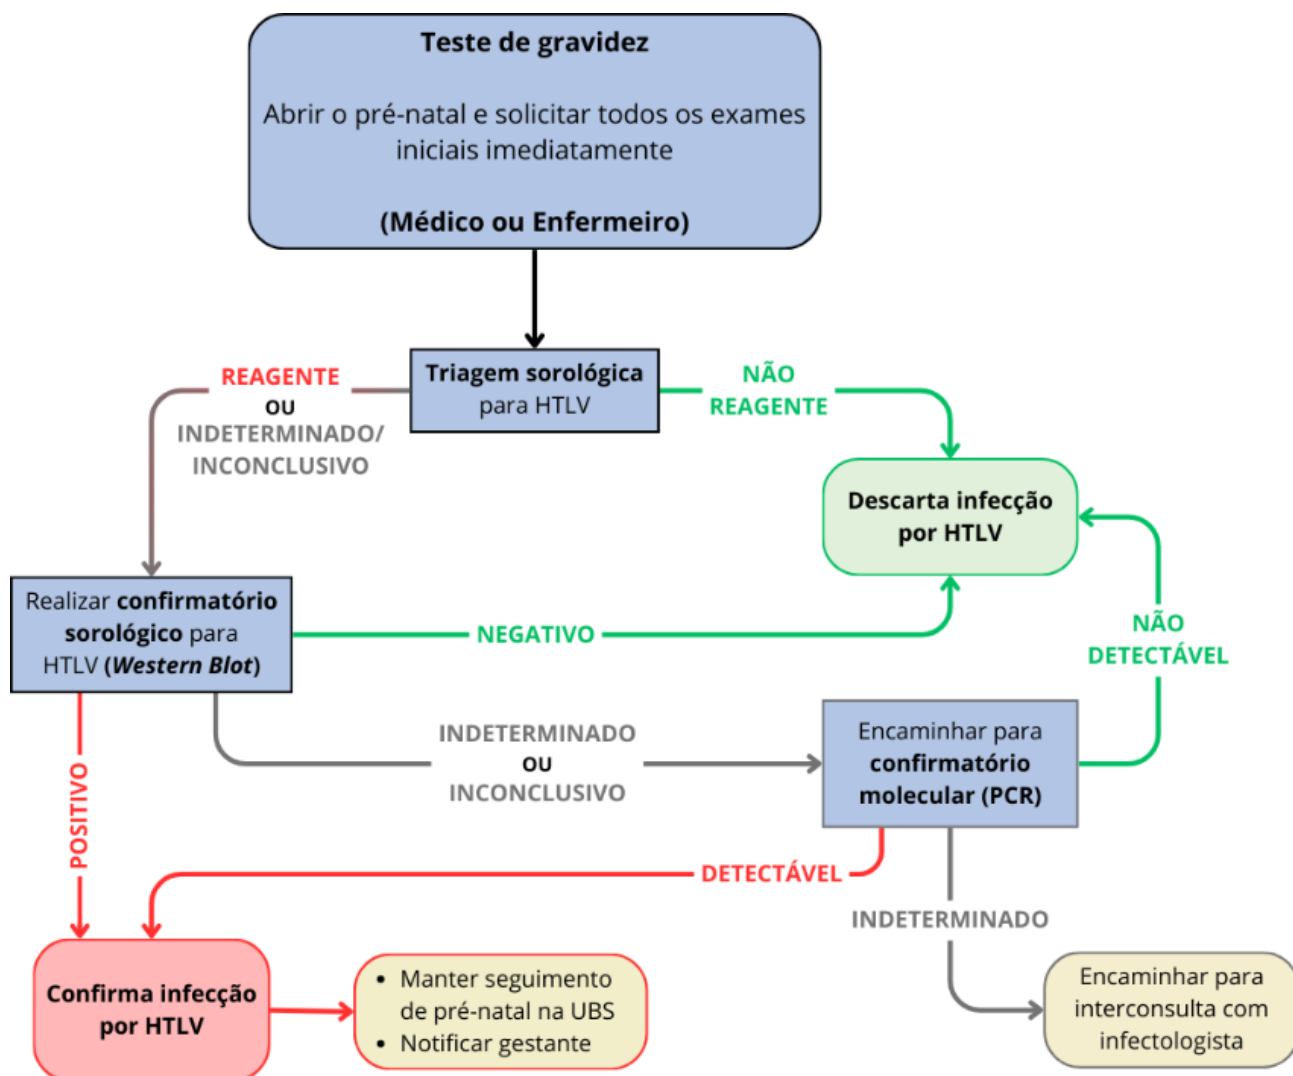 Teste de gravidez
Abrir o pré-natal e solicitar todos os exames
iniciais imediatamente
(Médico ou Enfermeiro)
Triagem sorológica
para HTLV
REAGENTE
OU
INDETERMINADO/
INCONCLUSIVO
NÃO
REAGENTE
Descarta infecção
por HTLV
Realizar confirmatório
sorológico para
HTLV (Western Blot)
NEGATIVO
NÃO
DETECTÁVEL
INDETERMINADO
OU
INCONCLUSIVO
Encaminhar para
confirmatório
molecular (PCR)
POSITIVO
DETECTÁVEL
INDETERMINADO
Confirma infecção
por HTLV
• Manter seguimento
de pré-natal na UBS
• Notificar gestante
Encaminhar para
interconsulta com
infectologista